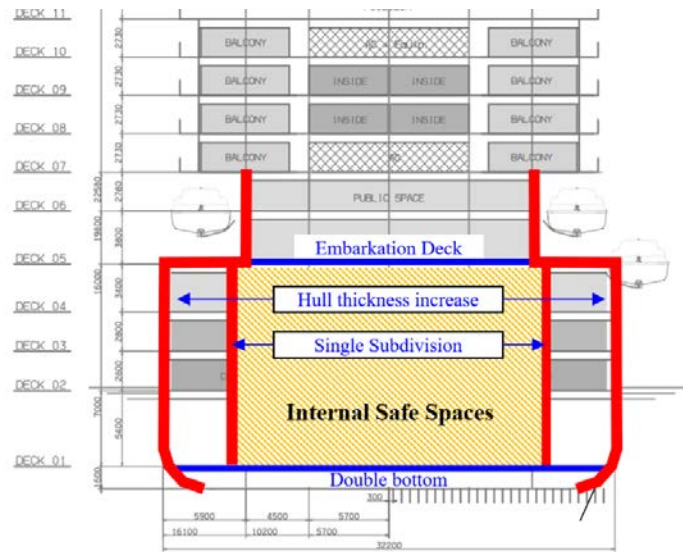 DECK 11
DECK 10
2730
BALCONY
BALCONY
DECK 09
2730
BALCONY
INSIDE
INSIDE
BALCONY
DECK 08
2730
BALCONY
INSIDE
INSIDE
BALCONY
DECK 07
2730
BALCONY
BALCONY
22560
2760
DECK 06
PUBLIC SPACE
19800
3800
DECK 05
Embarkation Deck
16000
3400
DECK 04
Hull thickness increase
2800
DECK 03
Single Subdivision
2600
DECK 02
7000
5400
Internal Safe Spaces
DECK 01
1600
Double bottom
300
5900
4500
5700
16100
10200
5700
32200